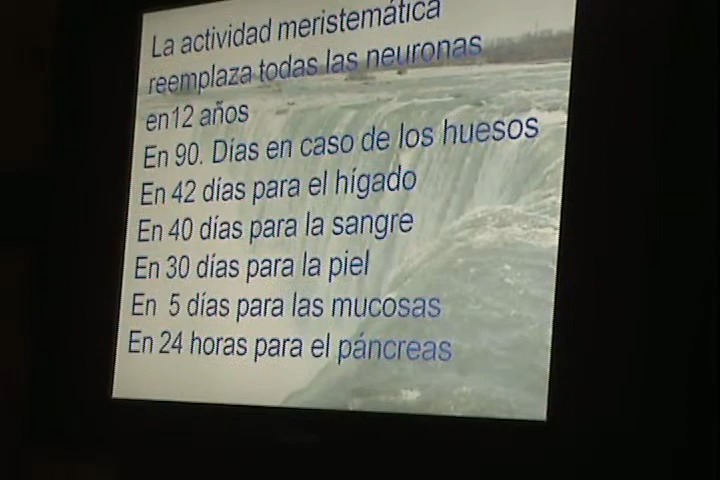 La actividad meristemática
reemplaza todas las neuronas
en12 años
En 90. Días en caso de los huesos
En 42 días para el hígado
En 40 días para la sangre
En 30 días para la piel
En  5 días para las mucosas
En 24 horas para el páncreas